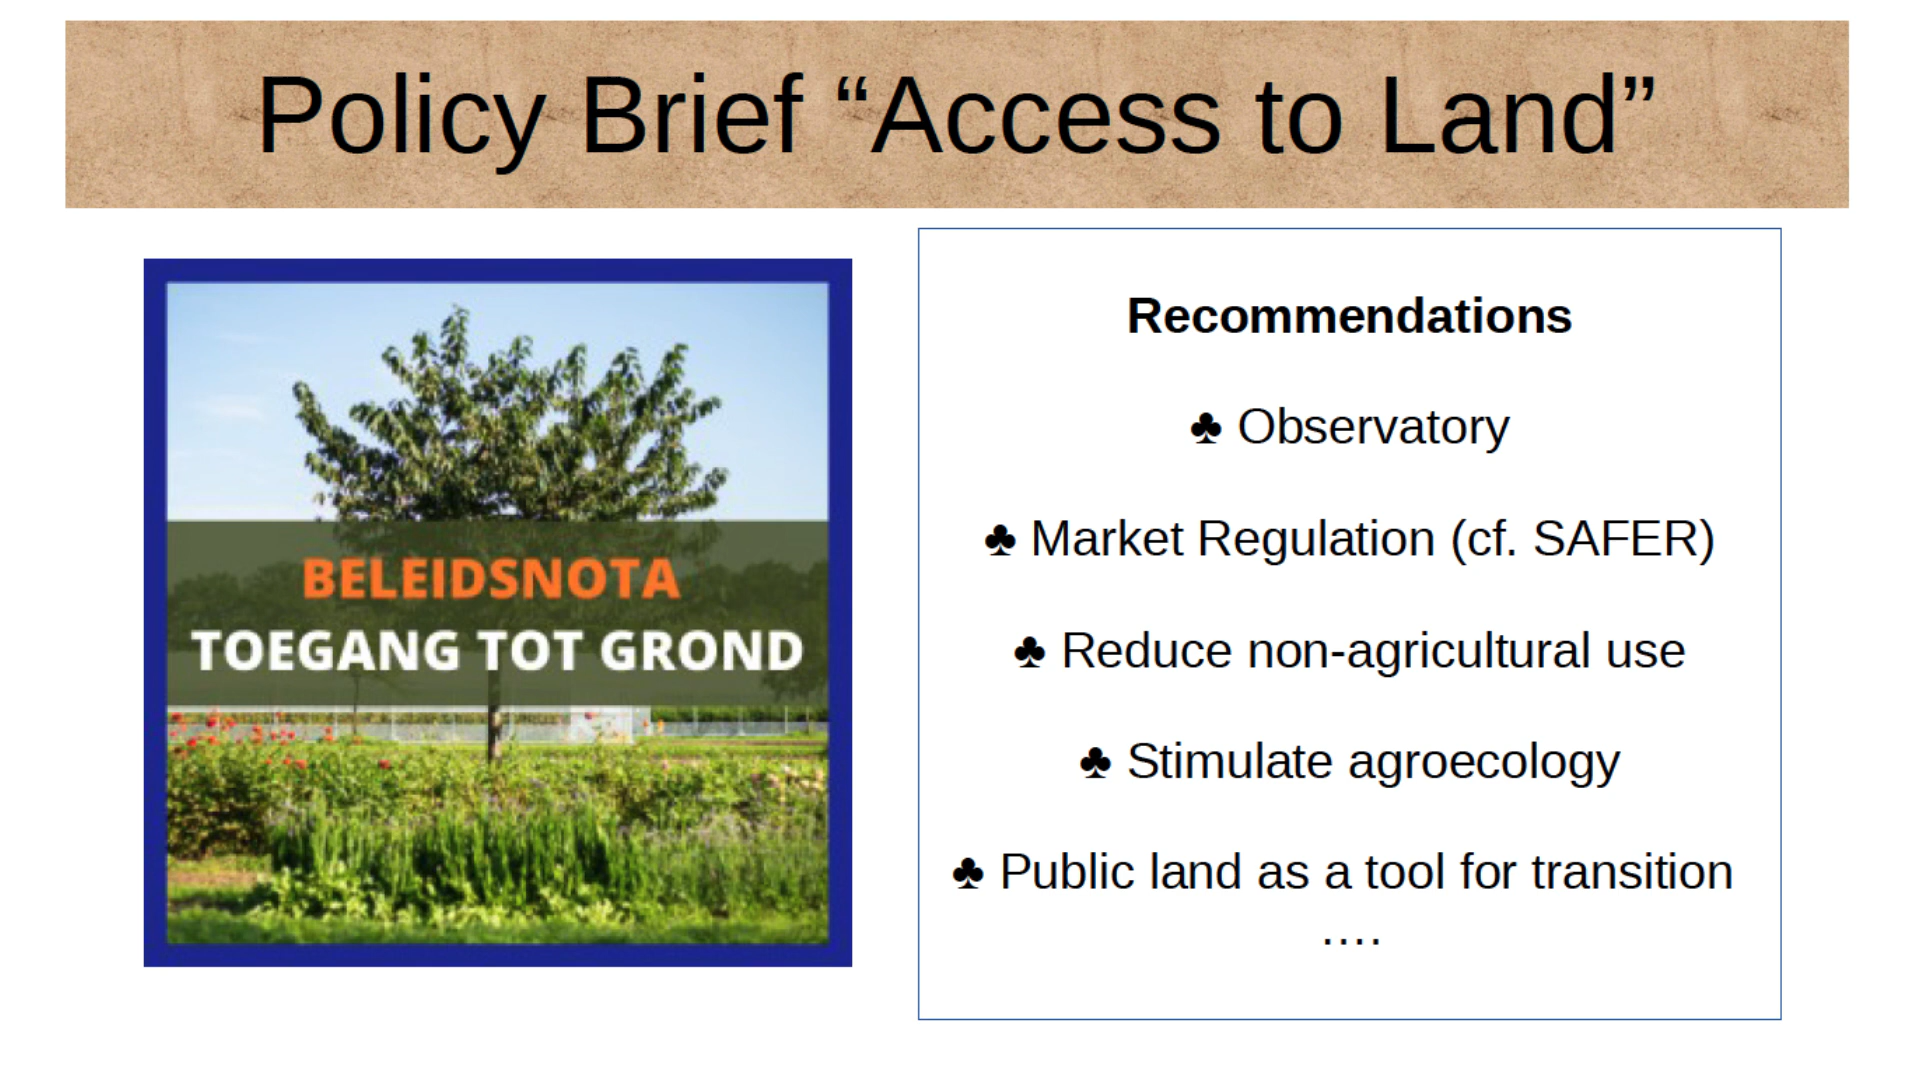 Policy Brief “Access to Land”
BELEIDSNOTA
TOEGANG TOT GROND
Recommendations
♣ Observatory
♣ Market Regulation (cf. SAFER)
♣ Reduce non-agricultural use
♣ Stimulate agroecology
♣ Public land as a tool for transition
....